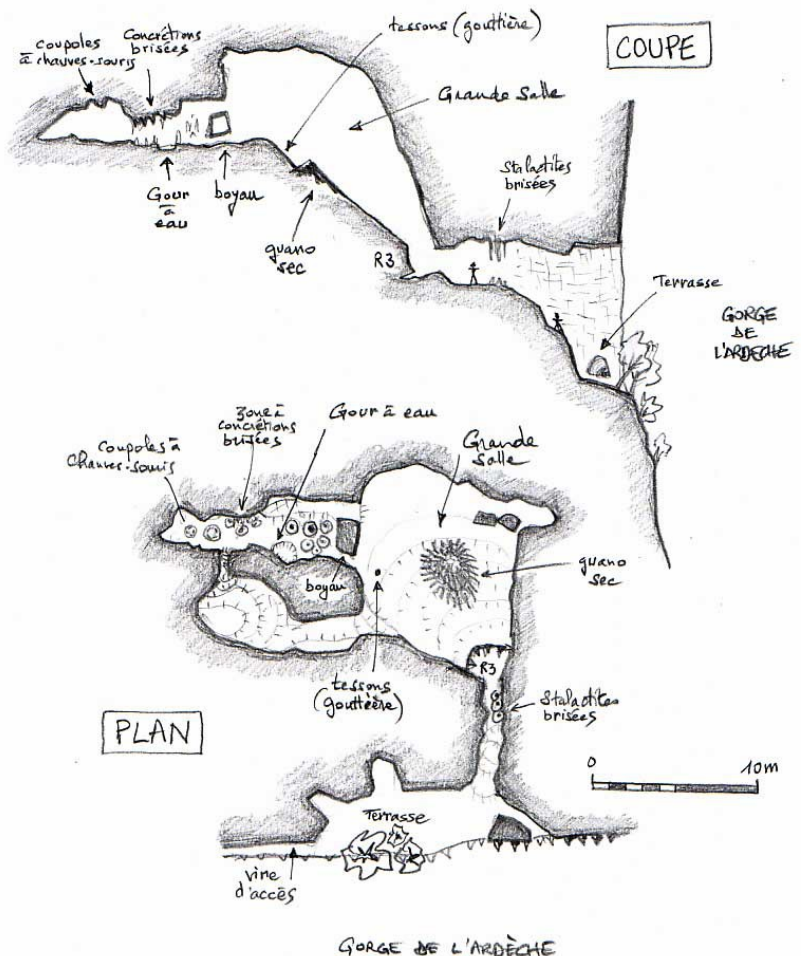 COUPE
coupoles
à chauves-souris
Concrétions
brisées
tessons (gouttière)
Grande Salle
Stalactites
brisées
Gour
à
eau
boyau
guano
sec
R3
Terrasse
GORGE
DE
L'ARDECHE
coupoles à
chauves-souris
zone à
concrétions
brisées
Gour à eau
Grande
Salle
boyau
guano
sec
tessons
(gouttière)
R3
Stalactites
brisées
PLAN
0 10m
Terrasse
vire
d'accès
GORGE DE L'ARDÈCHE